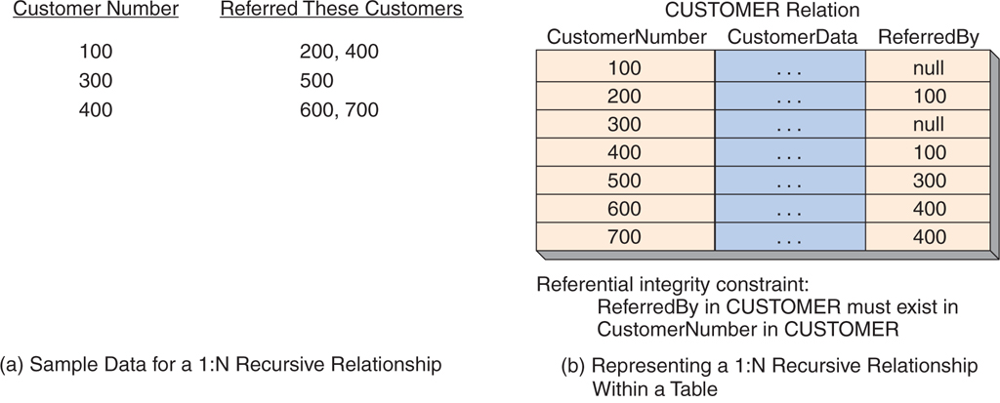 Customer Number Referred These Customers
100 200, 400
300 500
400 600, 700
(a) Sample Data for a 1:N Recursive Relationship
CUSTOMER Relation
CustomerNumber CustomerData ReferredBy
100 ... null
200 ... 100
300 ... null
400 ... 100
500 ... 300
600 ... 400
700 ... 400
Referential integrity constraint:
ReferredBy in CUSTOMER must exist in
CustomerNumber in CUSTOMER
(b) Representing a 1:N Recursive Relationship
Within a Table